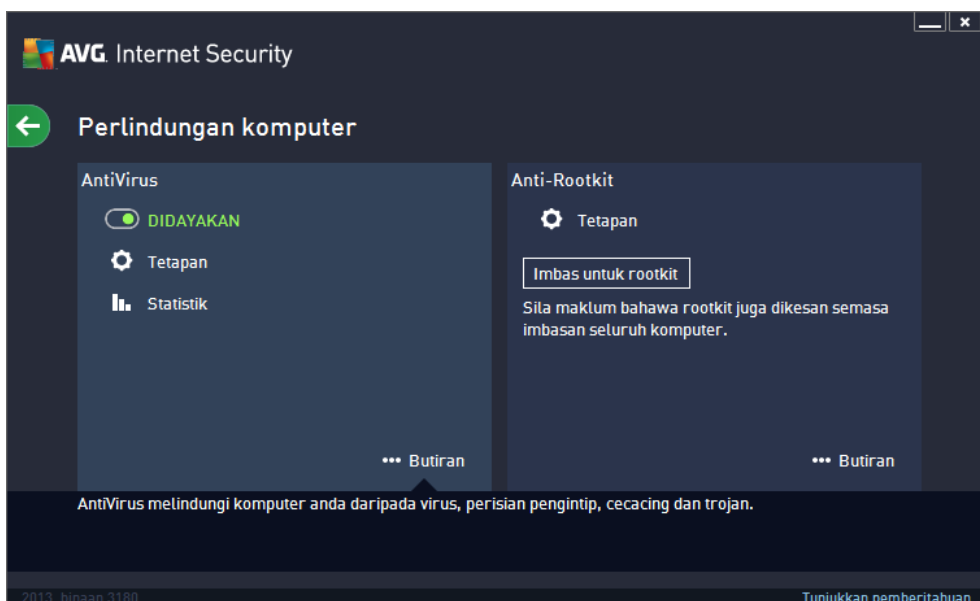 AVG. Internet Security
Perlindungan komputer
AntiVirus
DIDAYAKAN
Tetapan
Statistik
••• Butiran
Anti-Rootkit
Tetapan
Imbas untuk rootkit
Sila maklum bahawa rootkit juga dikesan semasa
imbasan seluruh komputer.
••• Butiran
AntiVirus melindungi komputer anda daripada virus, perisian pengintip, cecacing dan trojan.
2013 binaan 3180
Tunjukkan pemberitahuan